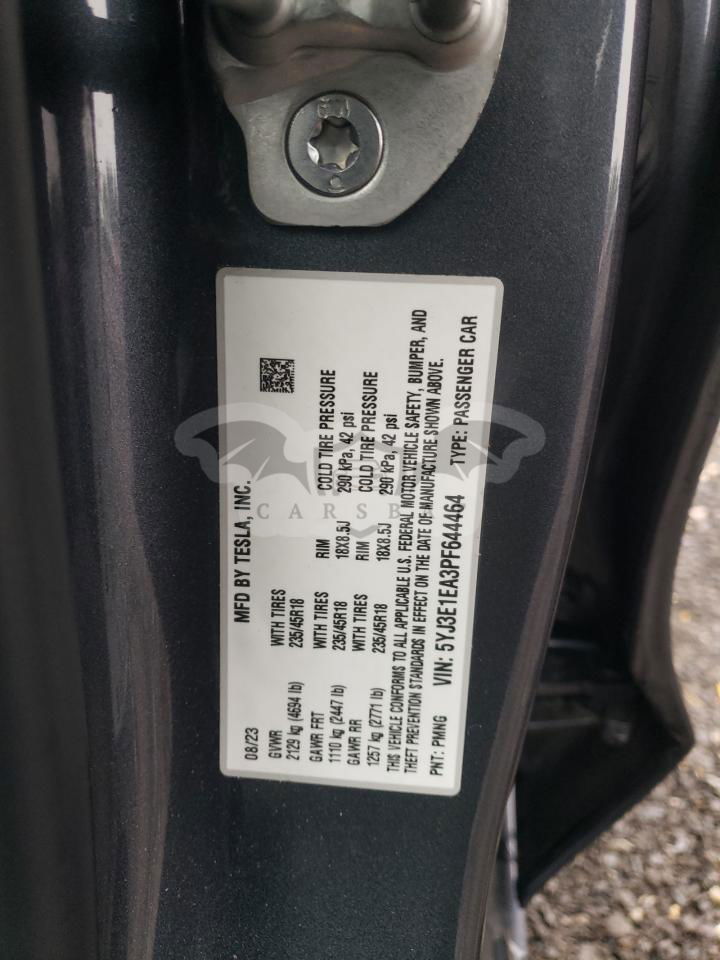 MFD BY TESLA, INC.
08/23
GVWR WITH TIRES RIM COLD TIRE PRESSURE
2129 kg (4694 lb) 235/45R18 18X8.5J 290 kPa, 42 psi
GAWR FRT WITH TIRES RIM COLD TIRE PRESSURE
1110 kg (2447 lb) 235/45R18 18X8.5J 290 kPa, 42 psi
GAWR RR WITH TIRES
1257 kg (2771 lb) 235/45R18
THIS VEHICLE CONFORMS TO ALL APPLICABLE U.S. FEDERAL MOTOR VEHICLE SAFETY, BUMPER, AND
THEFT PREVENTION STANDARDS IN EFFECT ON THE DATE OF MANUFACTURE SHOWN ABOVE.
PNT: PMNG VIN: 5YJ3E1EA3PF644464 TYPE: PASSENGER CAR